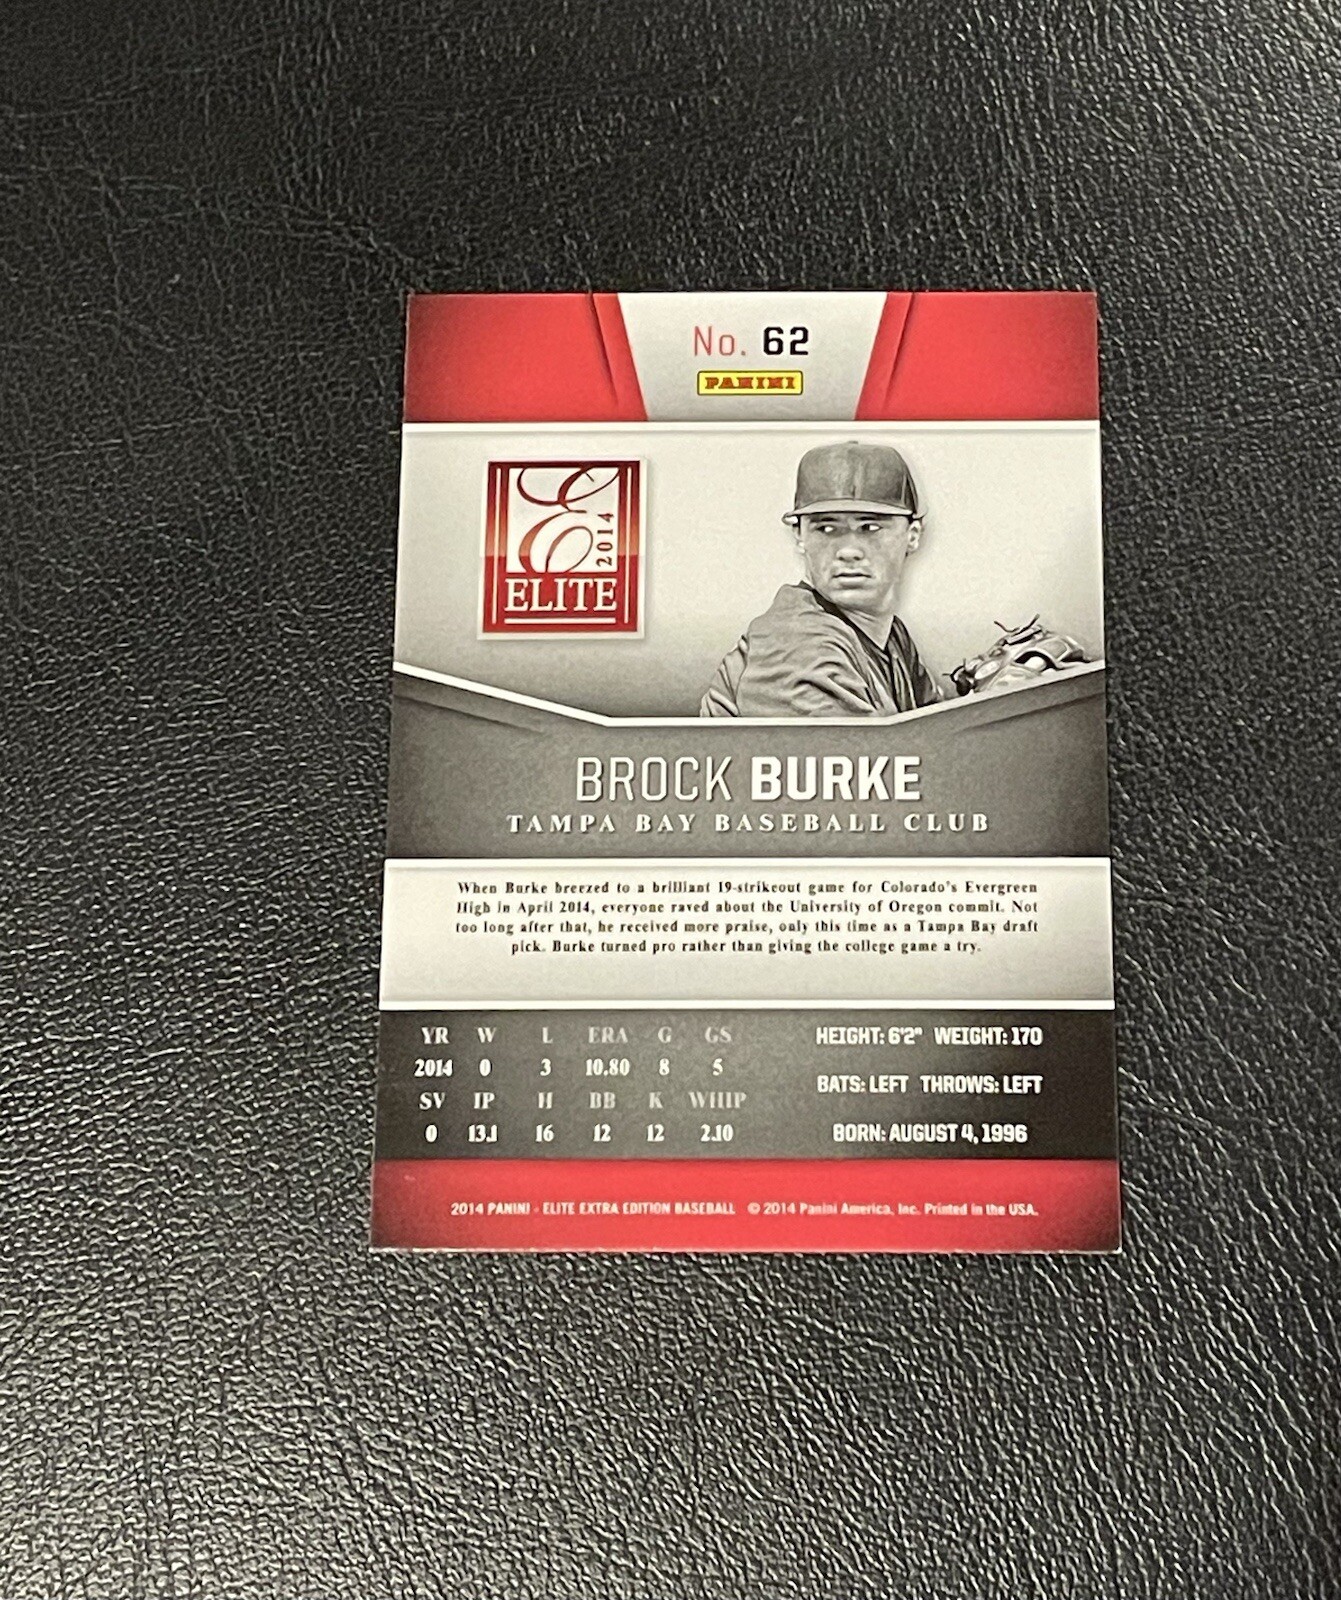 No. 62
PANINI
E 2014
ELITE
BROCK BURKE
TAMPA BAY BASEBALL CLUB
When Burke breezed to a brilliant 19-strikeout game for Colorado's Evergreen
High in April 2014, everyone raved about the University of Oregon commit. Not
too long after that, he received more praise, only this time as a Tampa Bay draft
pick. Burke turned pro rather than giving the college game a try.
YR W L ERA G GS
2014 0 3 10.80 8 5
SV IP H BB K WHIP
0 13.1 16 12 12 2.10
HEIGHT: 6'2" WEIGHT: 170
BATS: LEFT THROWS: LEFT
BORN: AUGUST 4, 1996
2014 PANINI - ELITE EXTRA EDITION BASEBALL © 2014 Panini America, Inc. Printed in the USA.